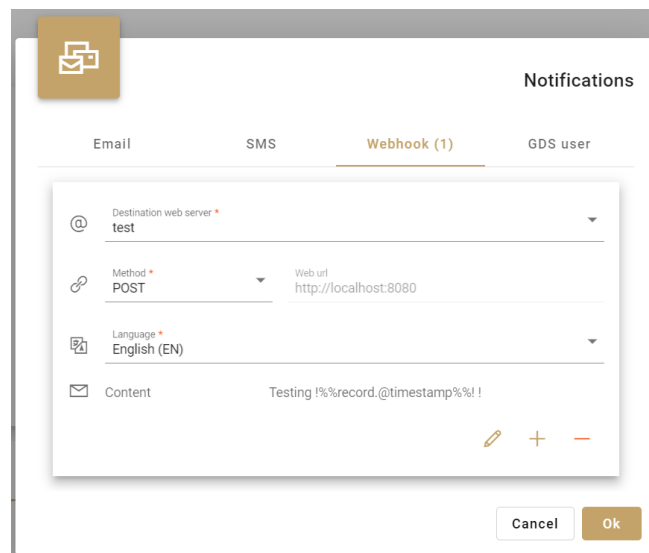 Notifications
Email SMS Webhook (1) GDS user
Destination web server *
test
Method * Web url
POST http://localhost:8080
Language *
English (EN)
Content Testing !%%record.@timestamp%%! !
Cancel Ok